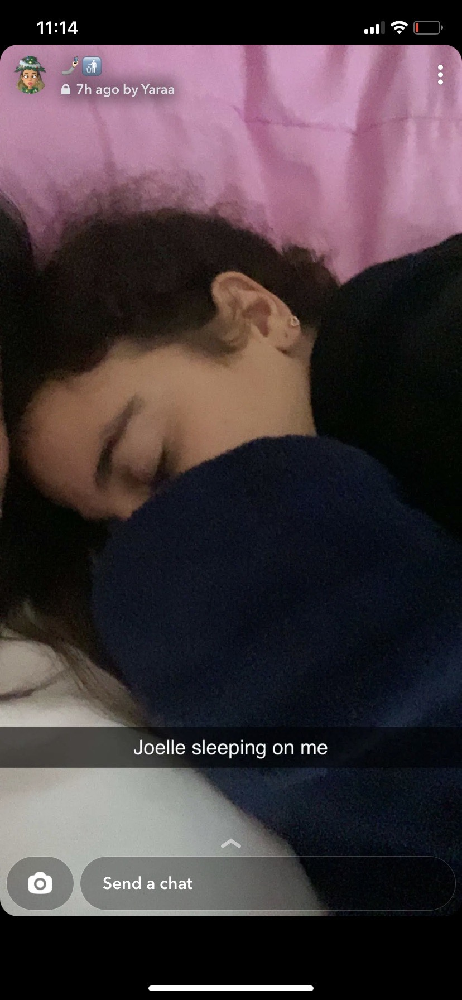 11:14
7h ago by Yaraa
Joelle sleeping on me
Send a chat